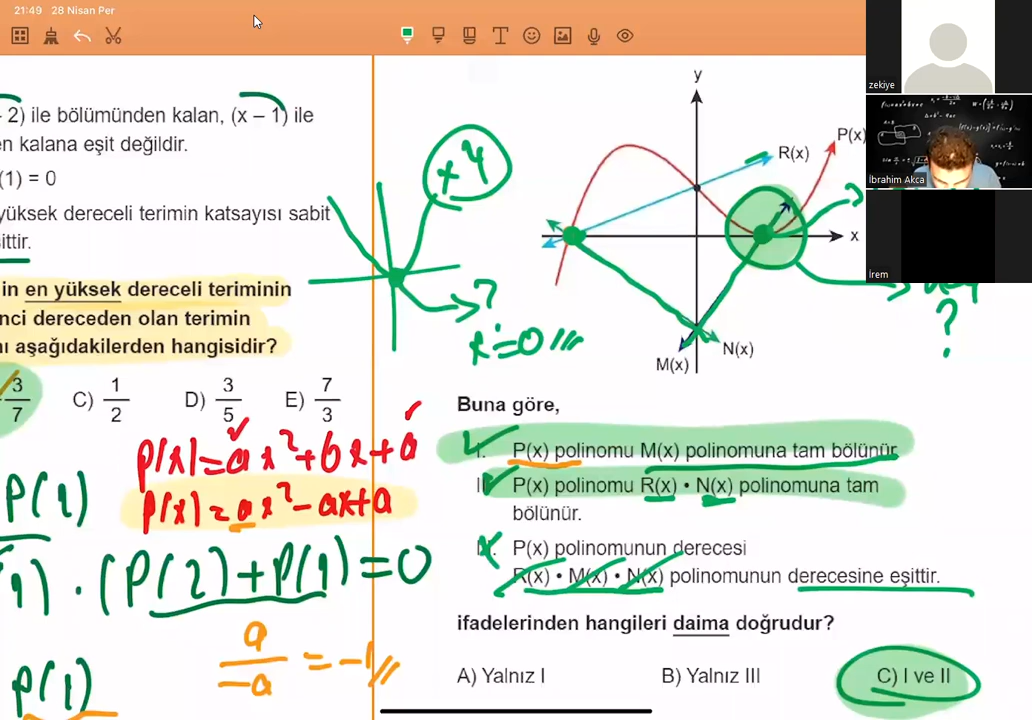 21:49 28 Nisan Per
2) ile bölümünden kalan, (x – 1) ile
en kalana eşit değildir.
(1) = 0
yüksek dereceli terimin katsayısı sabit
şittir.
in en yüksek dereceli teriminin
nci dereceden olan terimin
nı aşağıdakilerden hangisidir?
3/7 C) 1/2 D) 3/5 E) 7/3
P(x)=ax²+bx+a
P(x)=ax²-ax+a
P(2)
1) · (P(2)+P(1))=0
a/-a = -1
P(1)
x⁴
?
x=0
y
R(x)
P(x)
x
N(x)
M(x)
?
Buna göre,
I. P(x) polinomu M(x) polinomuna tam bölünür.
II. P(x) polinomu R(x) • N(x) polinomuna tam
bölünür.
III. P(x) polinomunun derecesi
R(x) • M(x) • N(x) polinomunun derecesine eşittir.
ifadelerinden hangileri daima doğrudur?
A) Yalnız I B) Yalnız III C) I ve II
zekiye
İbrahim Akca
İrem